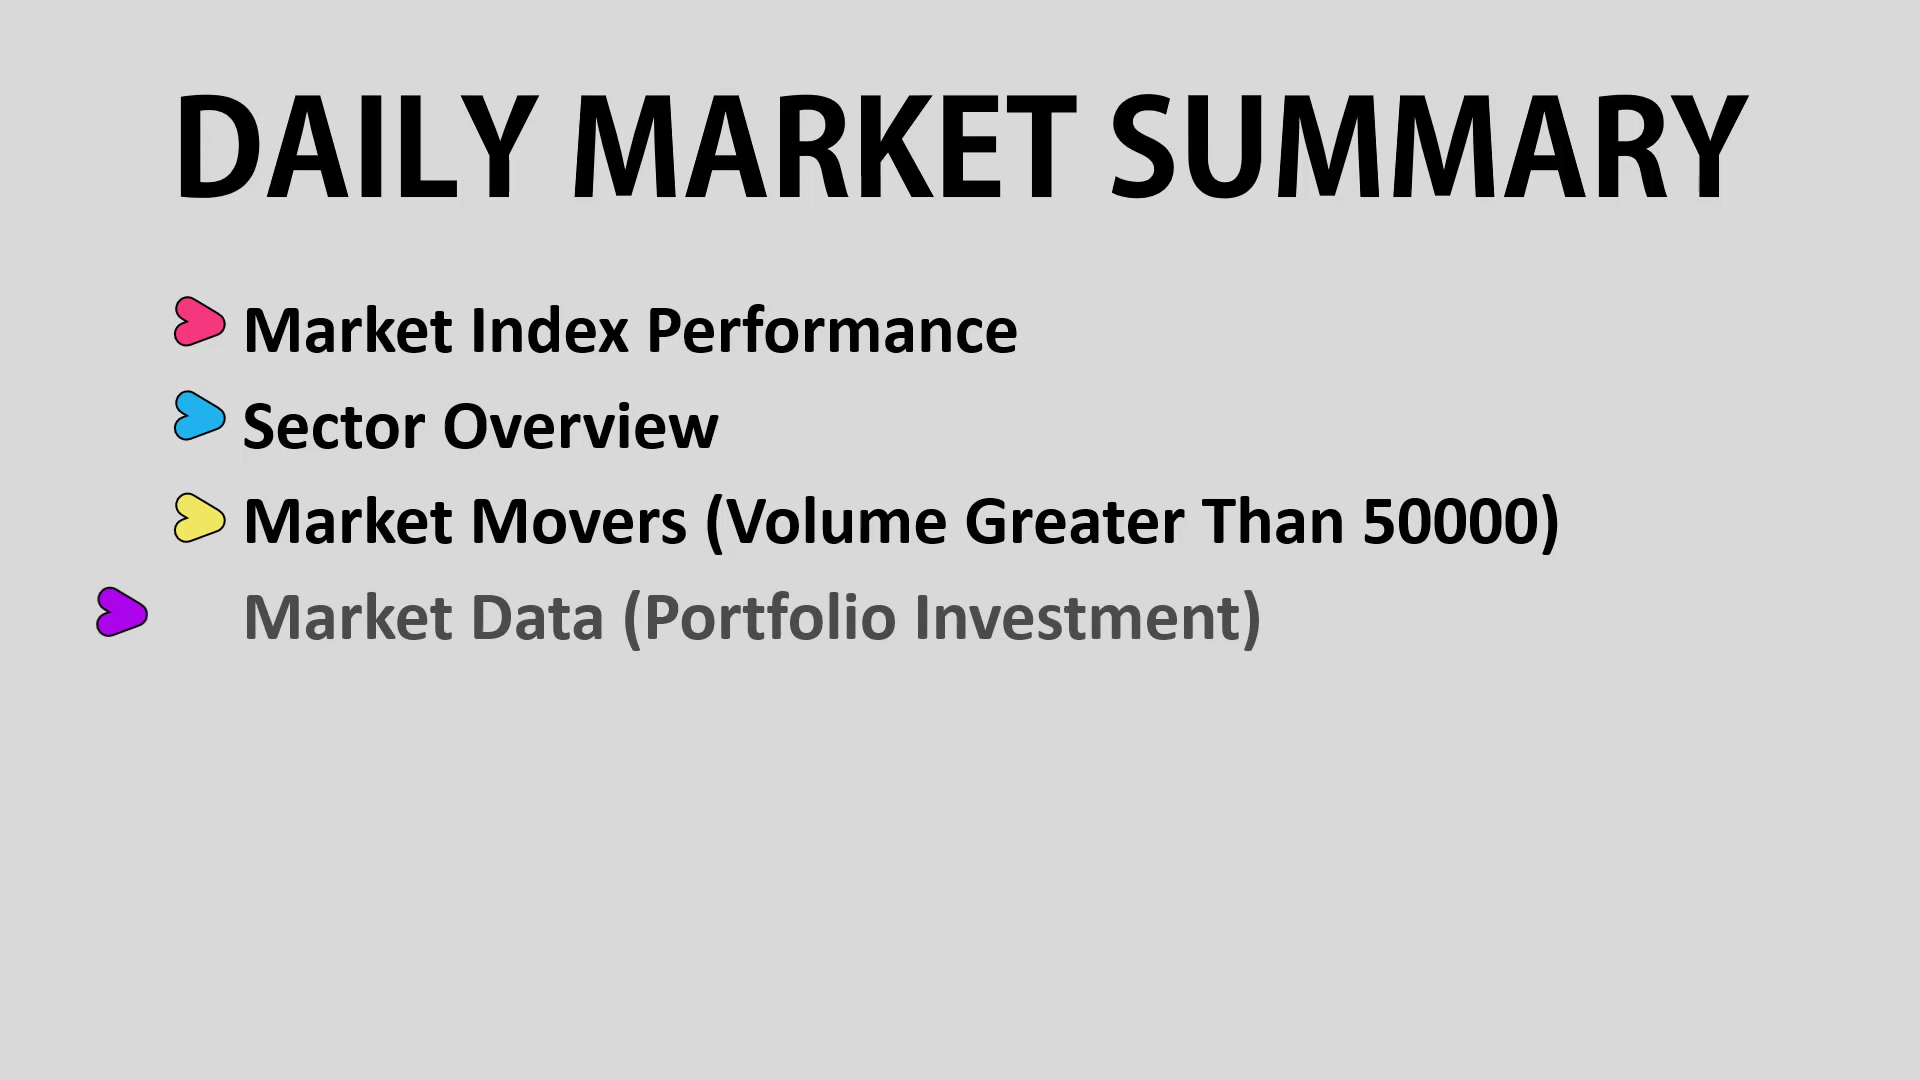 DAILY MARKET SUMMARY
Market Index Performance
Sector Overview
Market Movers (Volume Greater Than 50000)
Market Data (Portfolio Investment)